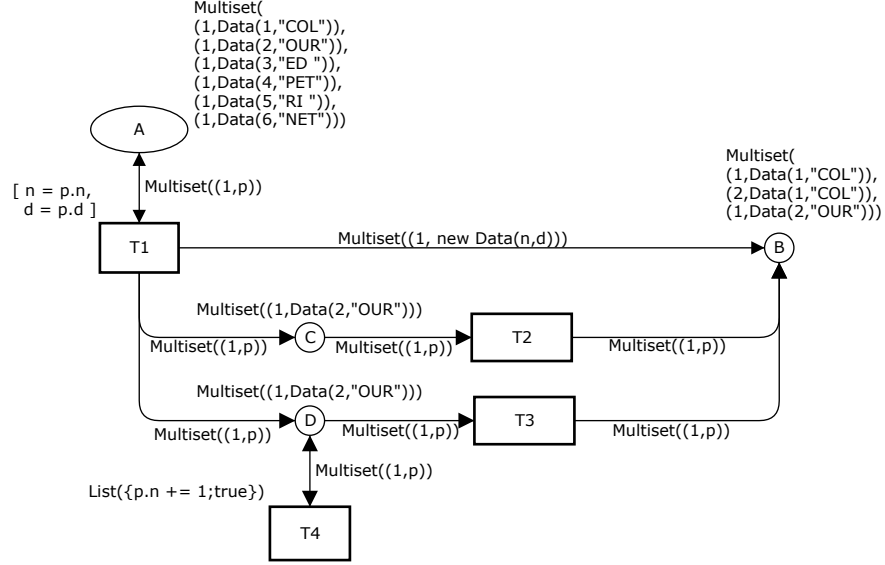 Multiset(
(1,Data(1,"COL")),
(1,Data(2,"OUR")),
(1,Data(3,"ED ")),
(1,Data(4,"PET")),
(1,Data(5,"RI ")),
(1,Data(6,"NET")))
A
Multiset(
(1,Data(1,"COL")),
(2,Data(1,"COL")),
(1,Data(2,"OUR")))
[ n = p.n,
d = p.d ]
Multiset((1,p))
T1
Multiset((1, new Data(n,d)))
B
Multiset((1,Data(2,"OUR")))
C
T2
Multiset((1,p))
Multiset((1,p))
Multiset((1,p))
Multiset((1,Data(2,"OUR")))
D
T3
Multiset((1,p))
Multiset((1,p))
Multiset((1,p))
Multiset((1,p))
List({p.n += 1;true})
T4